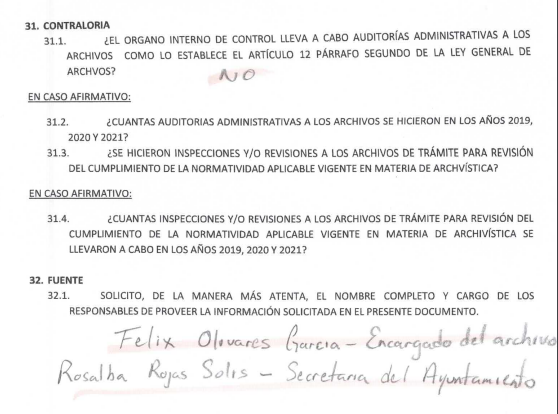 31. CONTRALORIA
31.1. ¿EL ORGANO INTERNO DE CONTROL LLEVA A CABO AUDITORÍAS ADMINISTRATIVAS A LOS
ARCHIVOS COMO LO ESTABLECE EL ARTÍCULO 12 PÁRRAFO SEGUNDO DE LA LEY GENERAL DE
ARCHVOS?
NO
EN CASO AFIRMATIVO:
31.2. ¿CUANTAS AUDITORIAS ADMINISTRATIVAS A LOS ARCHIVOS SE HICIERON EN LOS AÑOS 2019,
2020 Y 2021?
31.3. ¿SE HICIERON INSPECCIONES Y/O REVISIONES A LOS ARCHIVOS DE TRÁMITE PARA REVISIÓN
DEL CUMPLIMIENTO DE LA NORMATIVIDAD APLICABLE VIGENTE EN MATERIA DE ARCHVÍSTICA?
EN CASO AFIRMATIVO:
31.4. ¿CUANTAS INSPECCIONES Y/O REVISIONES A LOS ARCHIVOS DE TRÁMITE PARA REVISIÓN DEL
CUMPLIMIENTO DE LA NORMATIVIDAD APLICABLE VIGENTE EN MATERIA DE ARCHIVÍSTICA SE
LLEVARON A CABO EN LOS AÑOS 2019, 2020 Y 2021?
32. FUENTE
32.1. SOLICITO, DE LA MANERA MÁS ATENTA, EL NOMBRE COMPLETO Y CARGO DE LOS
RESPONSABLES DE PROVEER LA INFORMACIÓN SOLICITADA EN EL PRESENTE DOCUMENTO.
Felix Olivares Garcia - Encargado del archivo
Rosalba Rojas Solis - Secretaria del Ayuntamiento